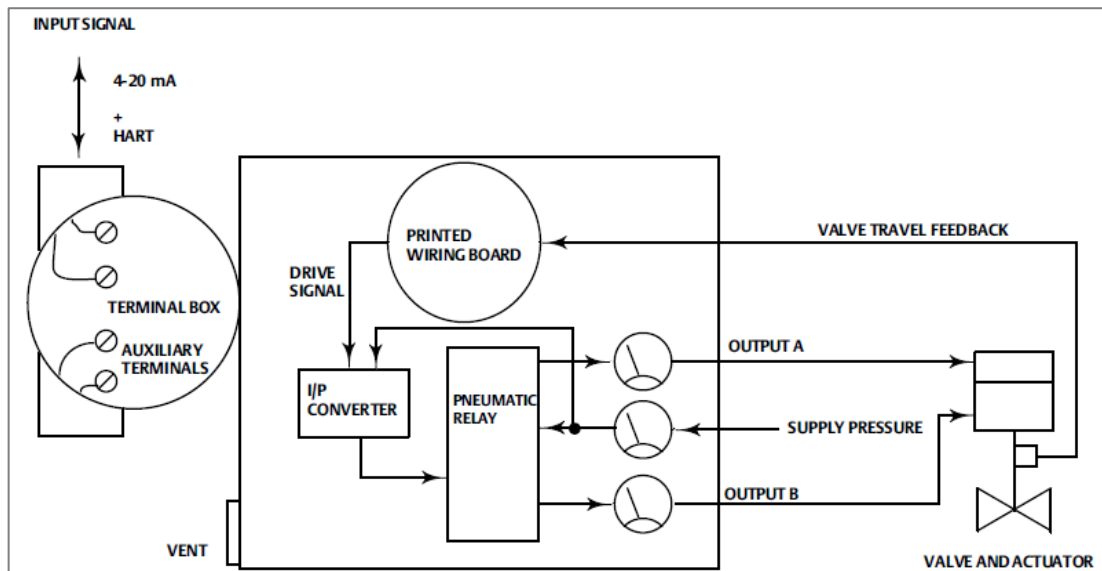 INPUT SIGNAL
4-20 mA
+
HART
TERMINAL BOX
AUXILIARY
TERMINALS
PRINTED
WIRING BOARD
DRIVE
SIGNAL
I/P
CONVERTER
PNEUMATIC
RELAY
VENT
VALVE TRAVEL FEEDBACK
OUTPUT A
SUPPLY PRESSURE
OUTPUT B
VALVE AND ACTUATOR